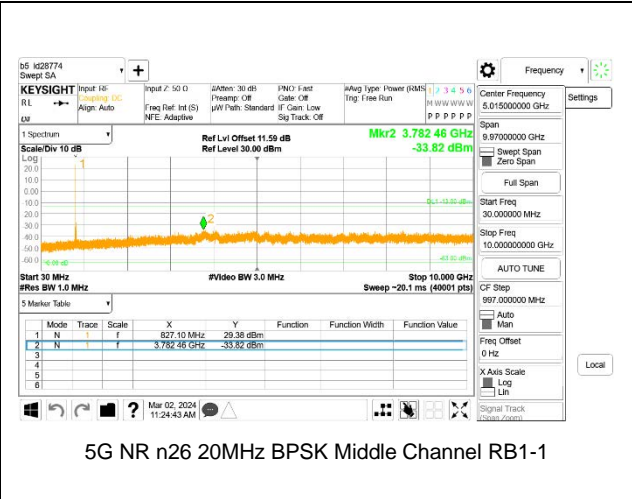 b5 id28774
Swept SA
Frequency
Settings
KEYSIGHT
RL
Input: RF
Coupling: DC
Align: Auto
Input Z: 50 Ω
Freq Ref: Int (S)
NFE: Adaptive
#Atten: 30 dB
Preamp: Off
µW Path: Standard
PNO: Fast
Gate: Off
IF Gain: Low
Sig Track: Off
#Avg Type: Power (RMS
Trig: Free Run
1 2 3 4 5 6
M W W W W W
P P P P P P
1 Spectrum
Scale/Div 10 dB
Ref Lvl Offset 11.59 dB
Ref Level 30.00 dBm
Mkr2 3.782 46 GHz
-33.82 dBm
Log
20.0
10.0
0.00
-10.0
-20.0
-30.0
-40.0
-50.0
-60.0
1
2
DL1 -13.00 dBm
Start 30 MHz
#Res BW 1.0 MHz
#Video BW 3.0 MHz
Stop 10.000 GHz
Sweep ~20.1 ms (40001 pts)
5 Marker Table
Mode Trace Scale X Y Function Function Width Function Value
1 N 1 f 827.10 MHz 29.38 dBm
2 N 1 f 3.782 46 GHz -33.82 dBm
3
4
5
6
Mar 02, 2024
11:24:43 AM
Center Frequency
5.015000000 GHz
Span
9.97000000 GHz
Swept Span
Zero Span
Full Span
Start Freq
30.000000 MHz
Stop Freq
10.000000000 GHz
AUTO TUNE
CF Step
997.000000 MHz
Auto
Man
Freq Offset
0 Hz
X Axis Scale
Log
Lin
Signal Track
(Span Zoom)
Local
5G NR n26 20MHz BPSK Middle Channel RB1-1